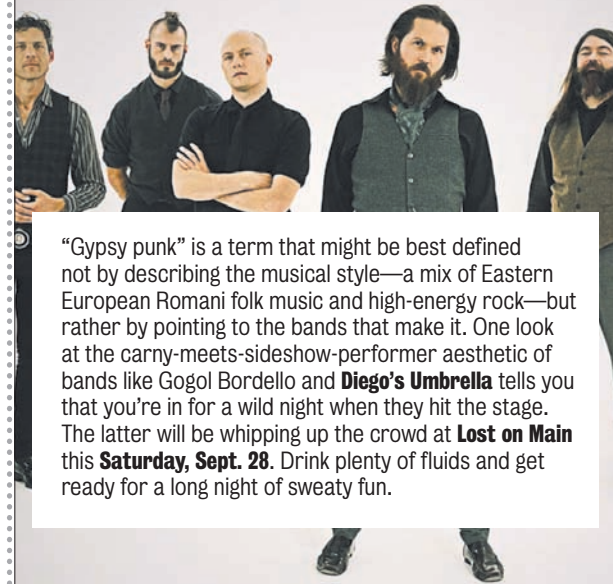 “Gypsy punk” is a term that might be best defined
not by describing the musical style—a mix of Eastern
European Romani folk music and high-energy rock—but
rather by pointing to the bands that make it. One look
at the carny-meets-sideshow-performer aesthetic of
bands like Gogol Bordello and Diego’s Umbrella tells you
that you’re in for a wild night when they hit the stage.
The latter will be whipping up the crowd at Lost on Main
this Saturday, Sept. 28. Drink plenty of fluids and get
ready for a long night of sweaty fun.